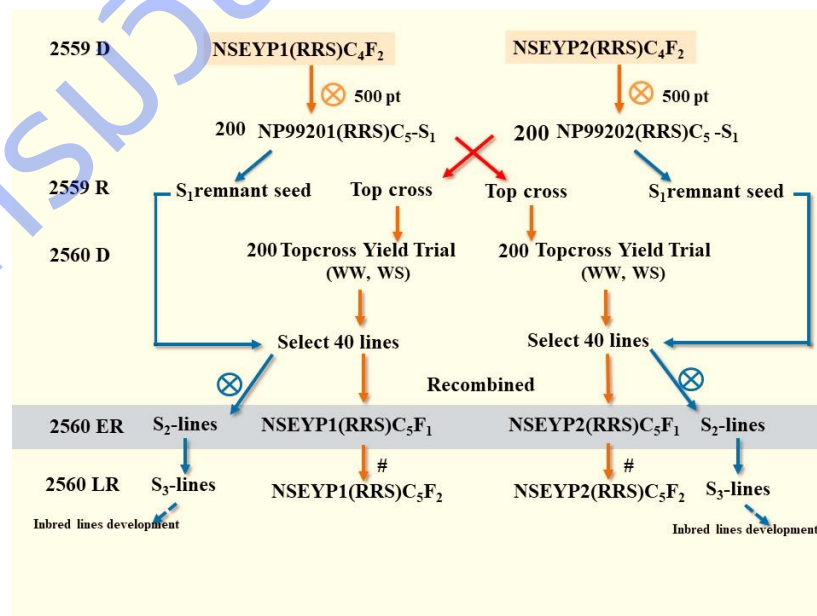 2559 D NSEYP1(RRS)C₄F₂ NSEYP2(RRS)C₄F₂
500 pt 500 pt
200 NP99201(RRS)C₅-S₁ 200 NP99202(RRS)C₅ -S₁
2559 R S₁remnant seed Top cross Top cross S₁remnant seed
2560 D 200 Topcross Yield Trial 200 Topcross Yield Trial
(WW, WS) (WW, WS)
Select 40 lines Select 40 lines
Recombined
2560 ER S₂-lines NSEYP1(RRS)C₅F₁ NSEYP2(RRS)C₅F₁ S₂-lines
# #
2560 LR S₃-lines NSEYP1(RRS)C₅F₂ NSEYP2(RRS)C₅F₂ S₃-lines
Inbred lines development Inbred lines development